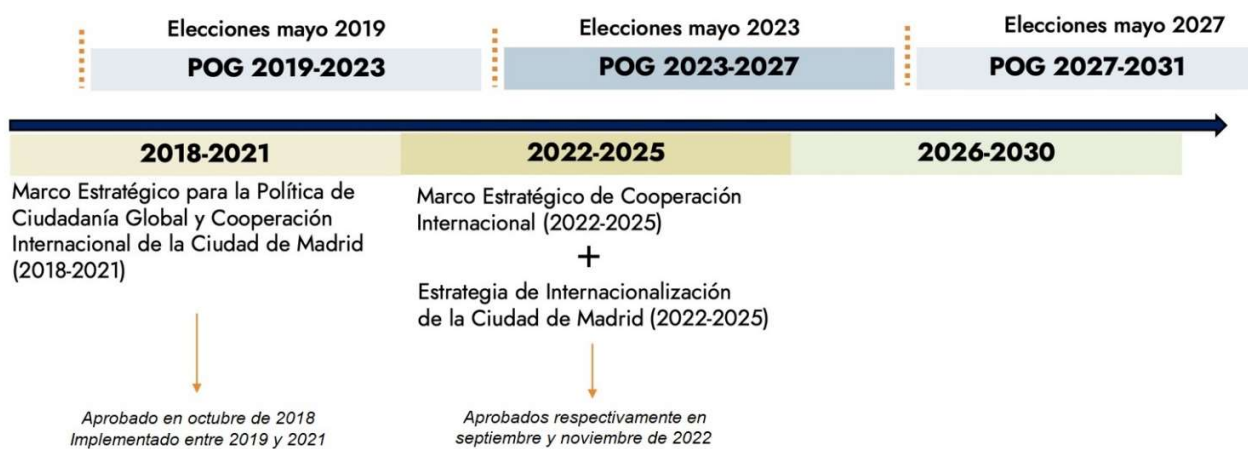 Elecciones mayo 2019
POG 2019-2023
Elecciones mayo 2023
POG 2023-2027
Elecciones mayo 2027
POG 2027-2031
2018-2021
2022-2025
2026-2030
Marco Estratégico para la Política de
Ciudadanía Global y Cooperación
Internacional de la Ciudad de Madrid
(2018-2021)
Marco Estratégico de Cooperación
Internacional (2022-2025)
+
Estrategia de Internacionalización
de la Ciudad de Madrid (2022-2025)
Aprobado en octubre de 2018
Implementado entre 2019 y 2021
Aprobados respectivamente en
septiembre y noviembre de 2022